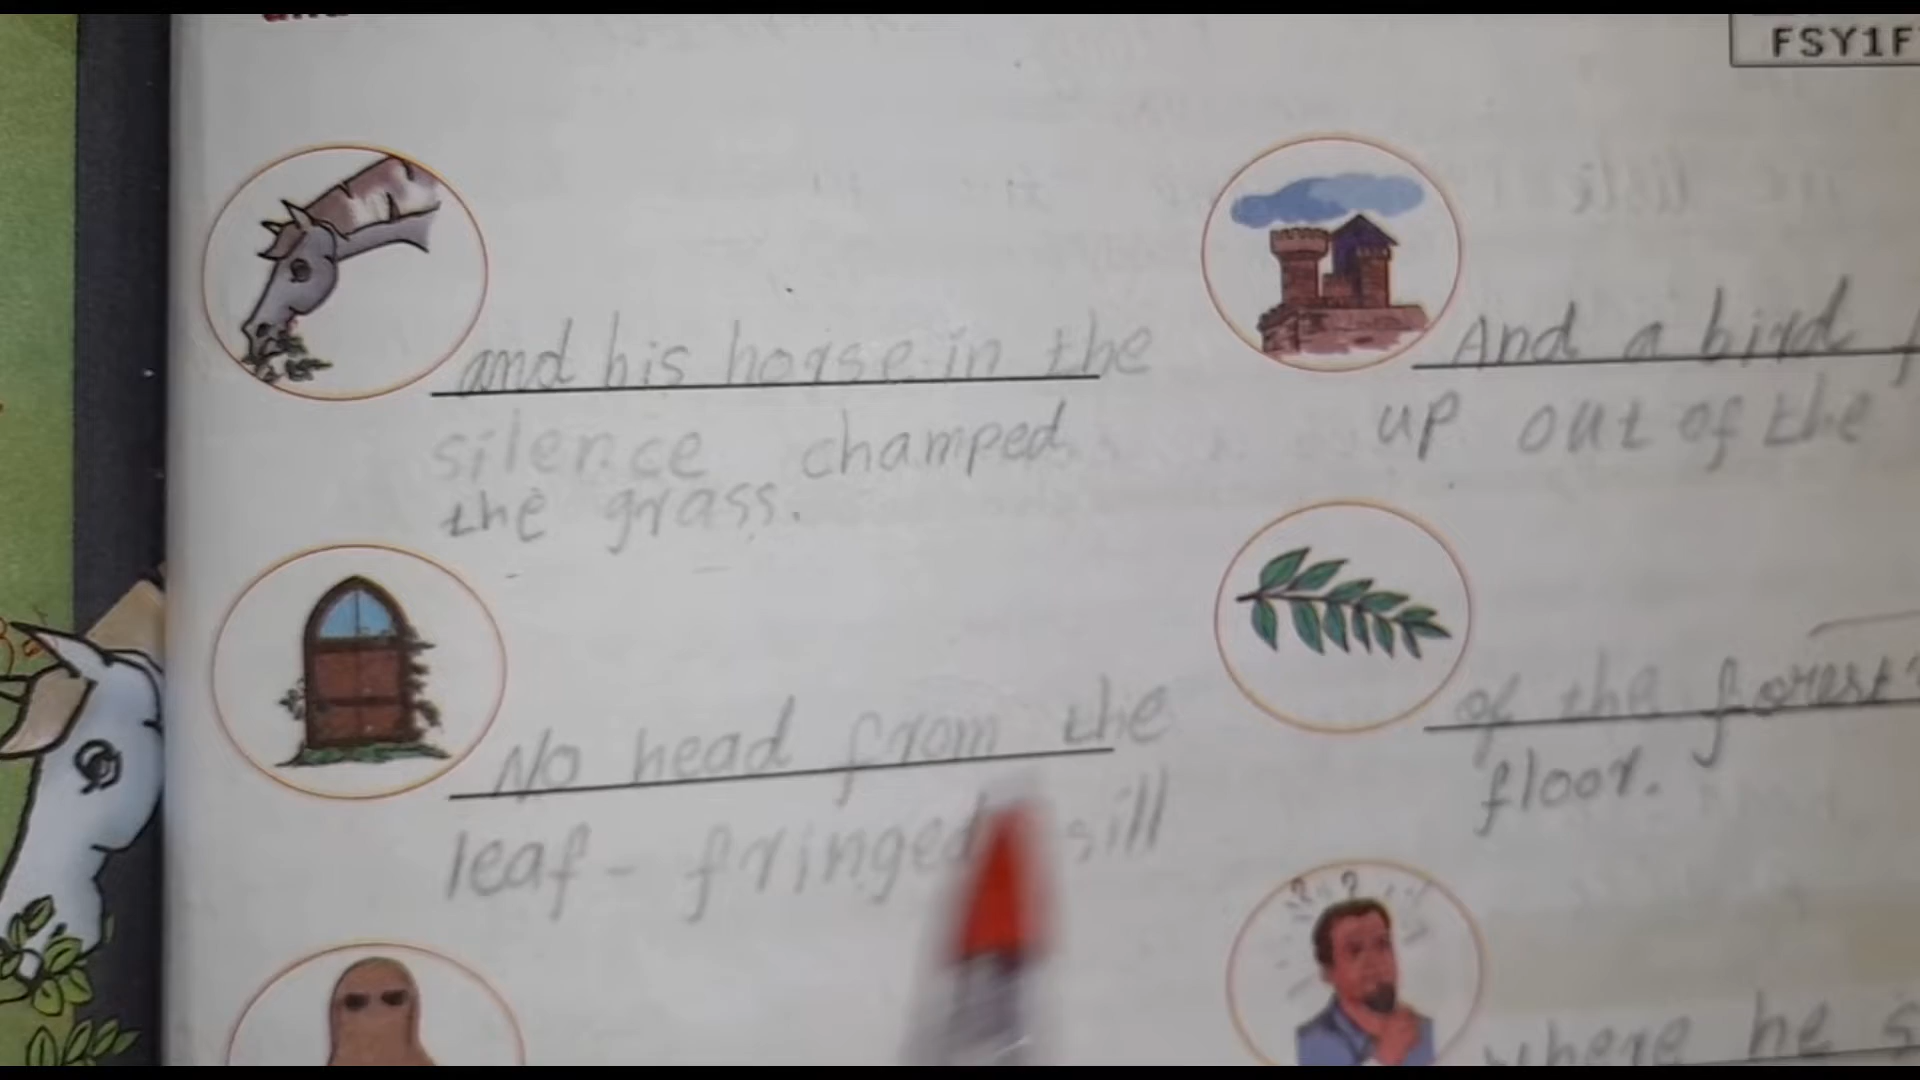 FSY1F
and his horse in the
silence champed
the grass.
And a bird
up out of the
No head from the
leaf - fringed sill
of the forest's
floor.
where he s